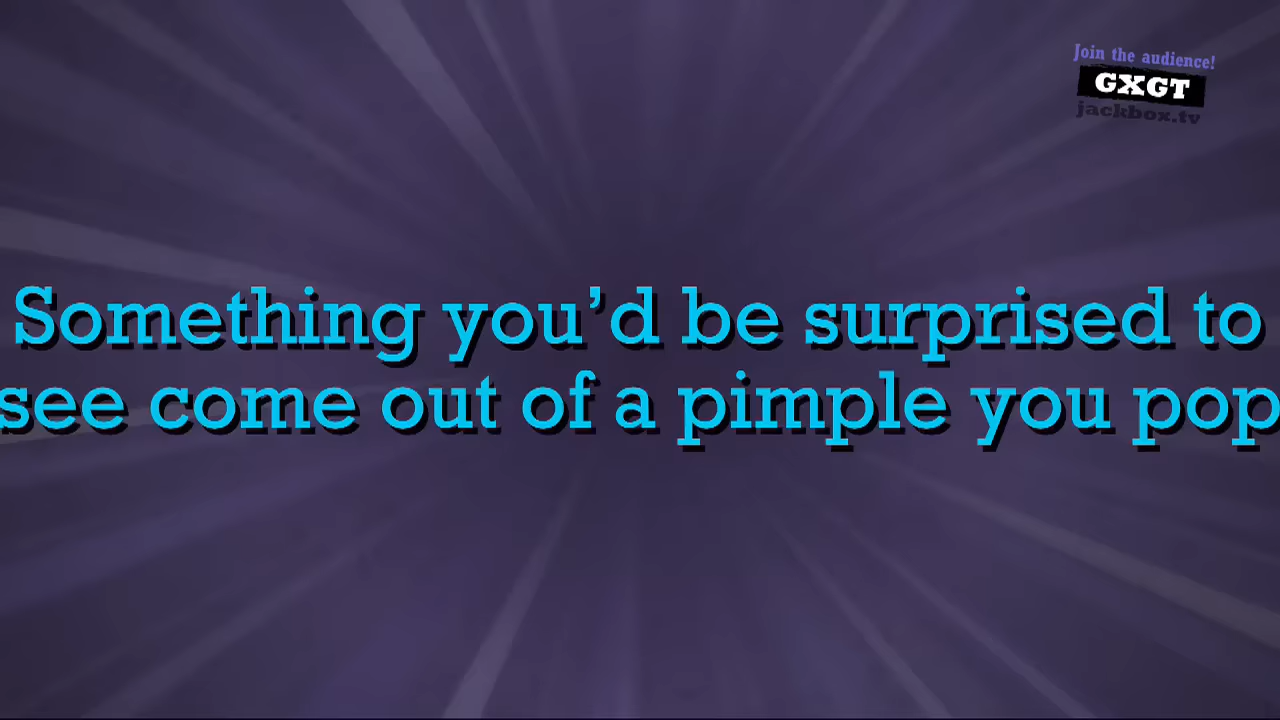 Join the audience!
GXGT
jackbox.tv
Something you’d be surprised to
see come out of a pimple you pop